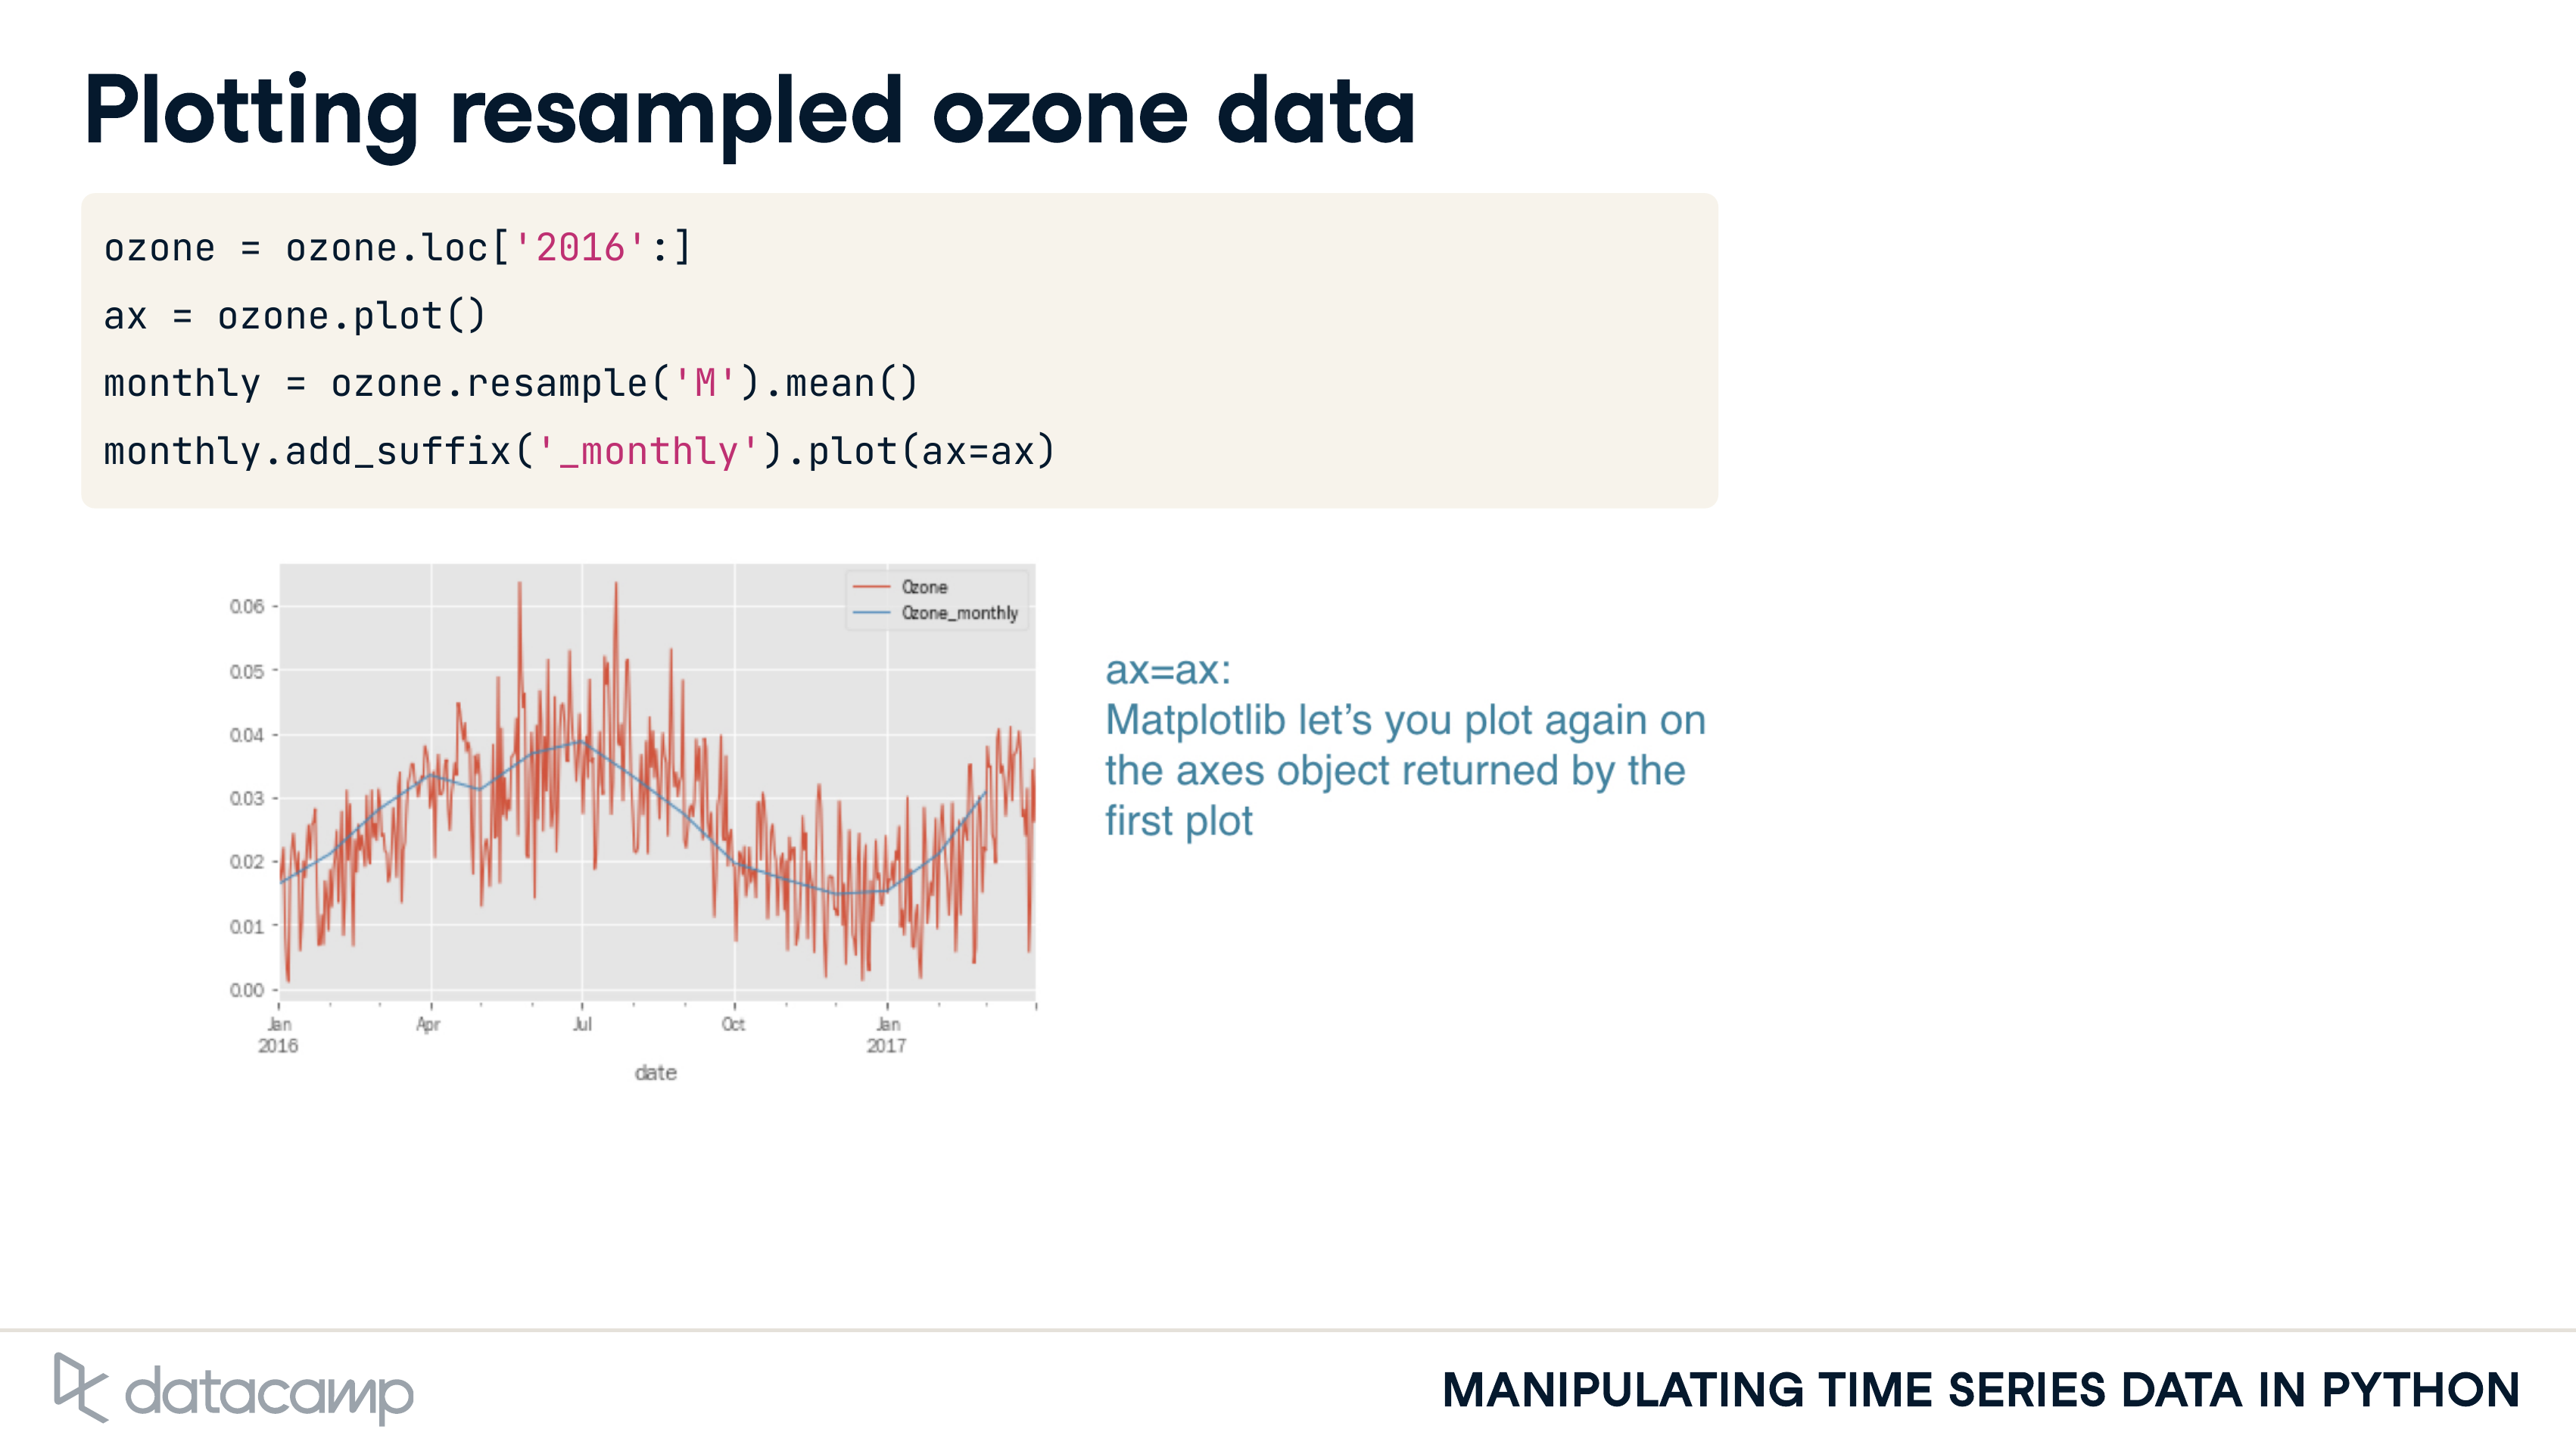 Plotting resampled ozone data
ozone = ozone.loc['2016':]
ax = ozone.plot()
monthly = ozone.resample('M').mean()
monthly.add_suffix('_monthly').plot(ax=ax)
Ozone
Ozone_monthly
0.06
0.05
0.04
0.03
0.02
0.01
0.00
Jan Apr Jul Oct Jan
2016 2017
date
ax=ax:
Matplotlib let’s you plot again on
the axes object returned by the
first plot
datacamp
MANIPULATING TIME SERIES DATA IN PYTHON